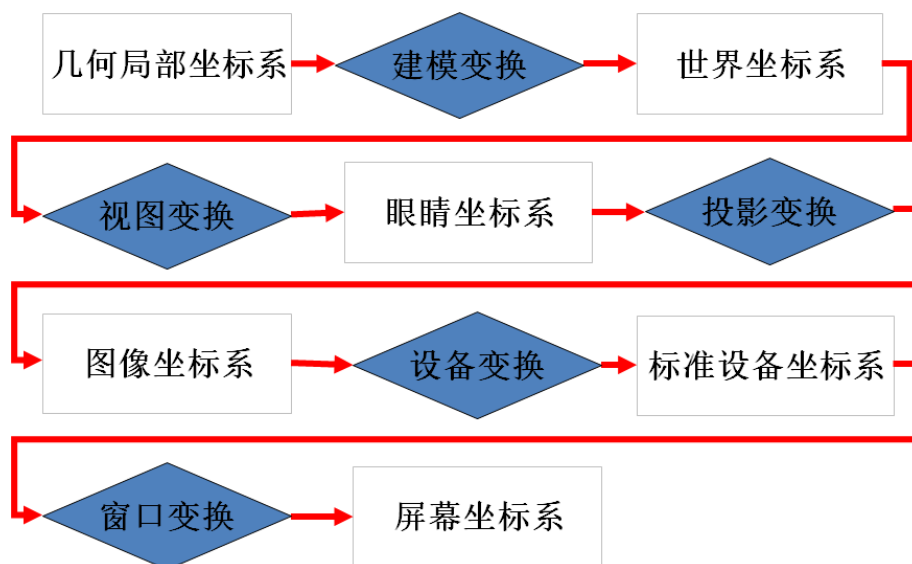 几何局部坐标系
建模变换
世界坐标系
视图变换
眼睛坐标系
投影变换
图像坐标系
设备变换
标准设备坐标系
窗口变换
屏幕坐标系